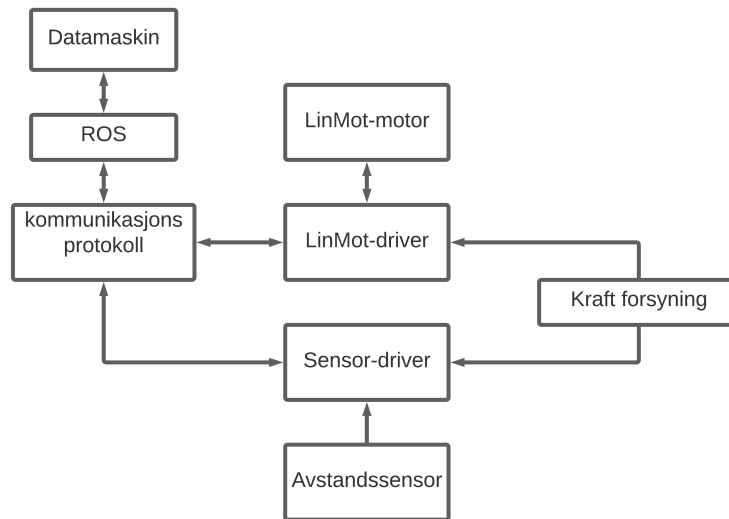 Datamaskin
ROS
LinMot-motor
kommunikasjons
protokoll
LinMot-driver
Kraft forsyning
Sensor-driver
Avstandssensor